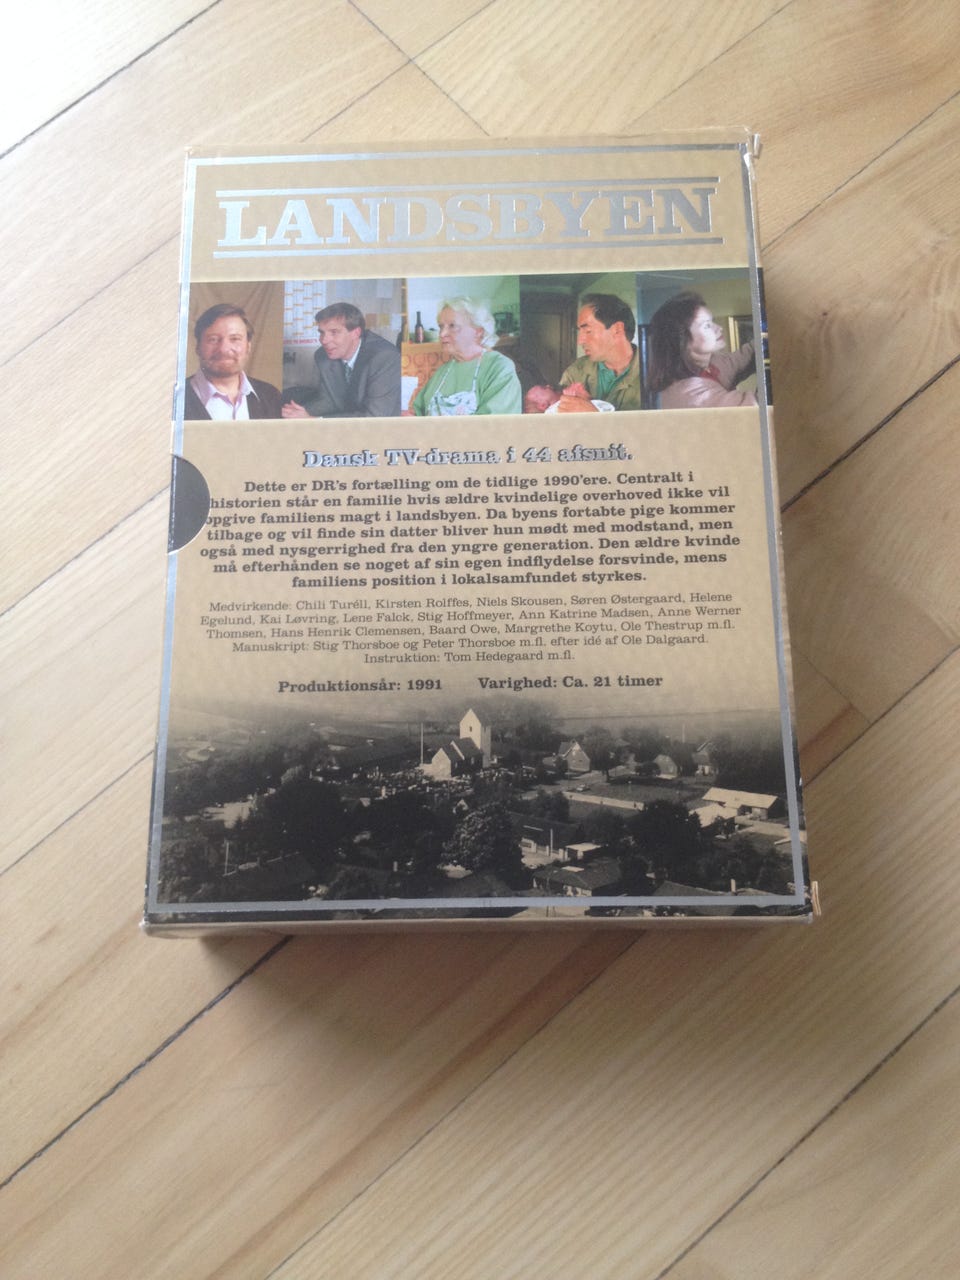 LANDSBYEN
Dansk TV-drama i 44 afsnit.
Dette er DR's fortælling om de tidlige 1990'ere. Centralt i
historien står en familie hvis ældre kvindelige overhoved ikke vil
opgive familiens magt i landsbyen. Da byens fortabte pige kommer
tilbage og vil finde sin datter bliver hun mødt med modstand, men
også med nysgerrighed fra den yngre generation. Den ældre kvinde
må efterhånden se noget af sin egen indflydelse forsvinde, mens
familiens position i lokalsamfundet styrkes.
Medvirkende: Chili Turéll, Kirsten Rolffes, Niels Skousen, Søren Østergaard, Helene
Egelund, Kai Løvring, Lene Falck, Stig Hoffmeyer, Ann Katrine Madsen, Anne Werner
Thomsen, Hans Henrik Clemensen, Baard Owe, Margrethe Koytu, Ole Thestrup m.fl.
Manuskript: Stig Thorsboe og Peter Thorsboe m.fl. efter idé af Ole Dalgaard.
Instruktion: Tom Hedegaard m.fl.
Produktionsår: 1991 Varighed: Ca. 21 timer